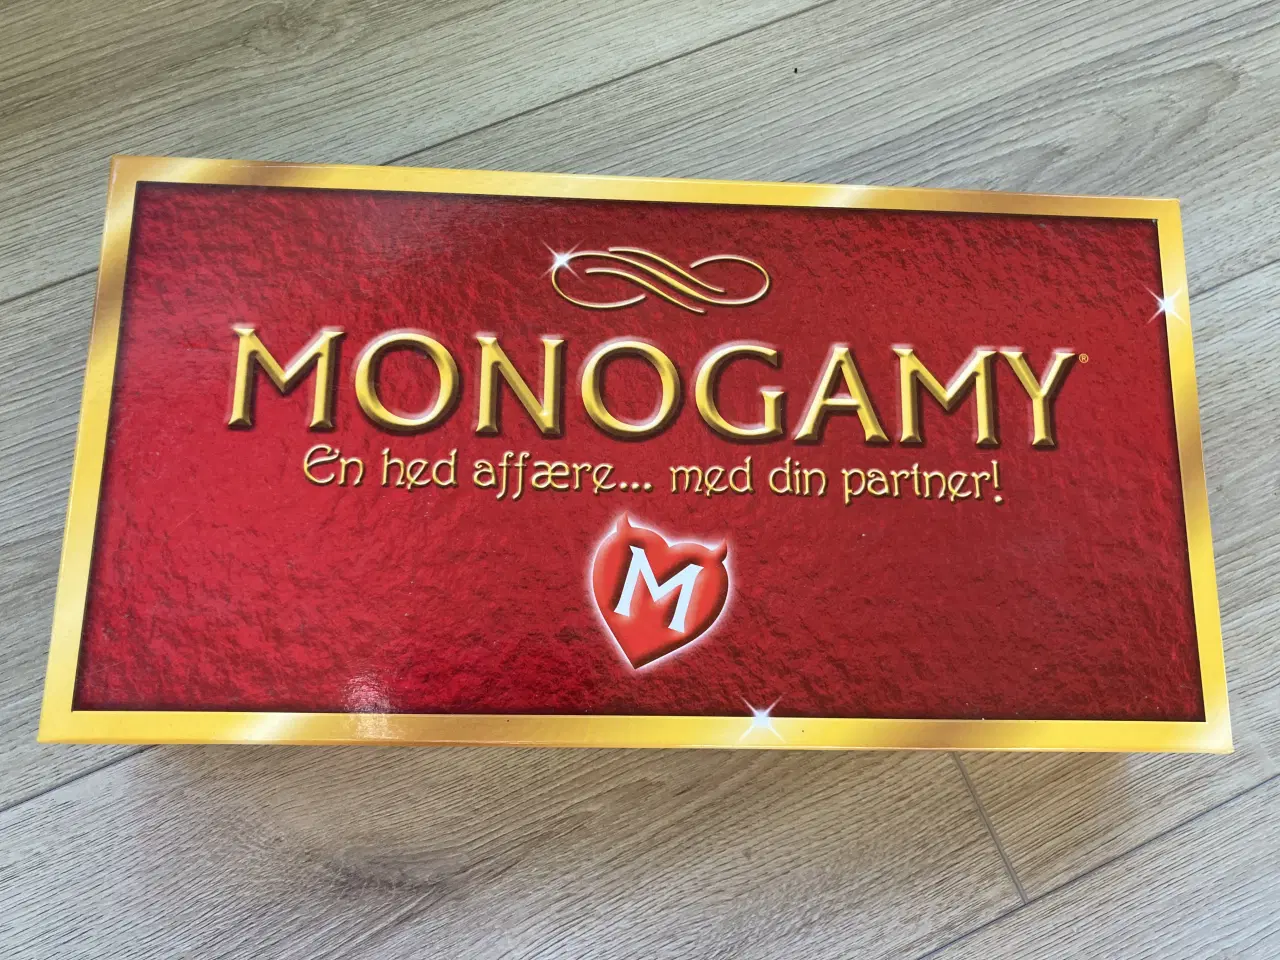 MONOGAMY®
En hed affære... med din partner!
M